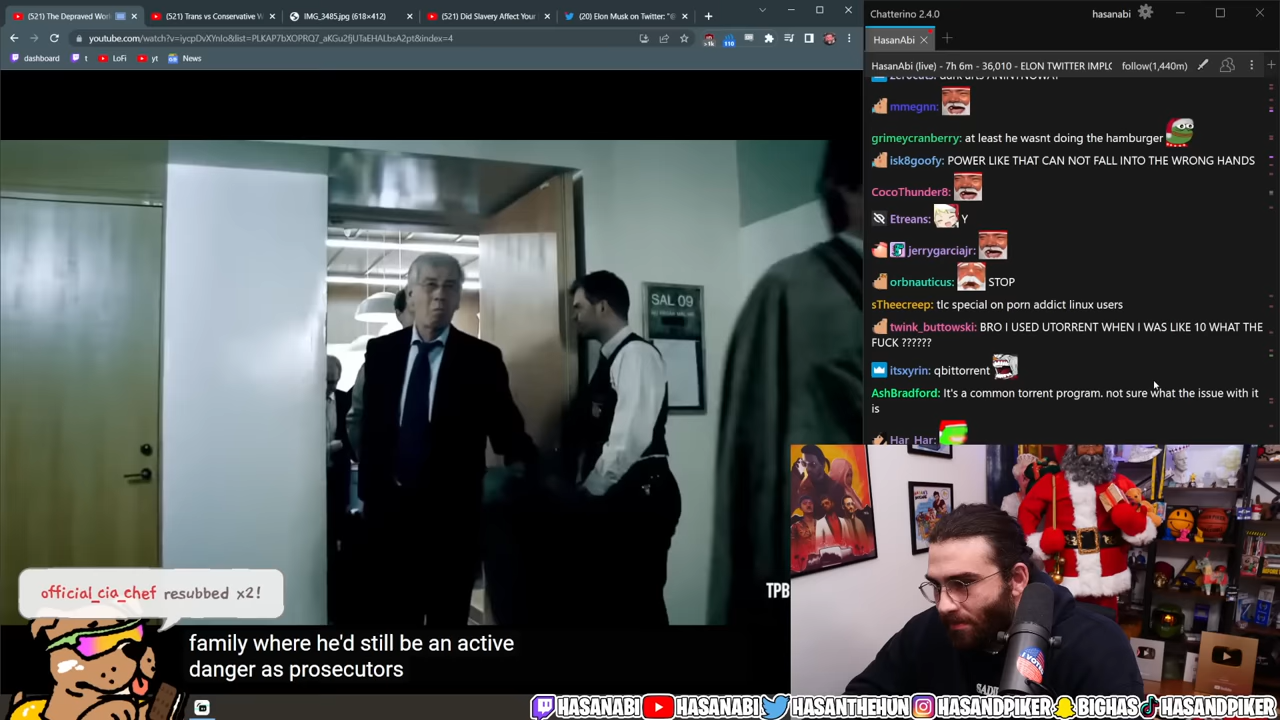 (521) The Depraved Wor
(521) Trans vs Conservative W
IMG_3485.jpg (618×412)
(521) Did Slavery Affect Your
(20) Elon Musk on Twitter: "@
youtube.com/watch?v=iycpDvXYnIo&list=PLKAP7bXOPRQ7_aKGu2fjUTaEHALbsA2pt&index=4
>1k
110
dashboard
t
LoFi
yt
News
Chatterino 2.4.0
hasanabi
HasanAbi
HasanAbi (live) - 7h 6m - 36,010 - ELON TWITTER IMPLO
follow(1,440m)
mmegnn:
grimeycranberry: at least he wasnt doing the hamburger
isk8goofy: POWER LIKE THAT CAN NOT FALL INTO THE WRONG HANDS
CocoThunder8:
Etreans: Y
jerrygarciajr:
orbnauticus: STOP
sTheecreep: tlc special on porn addict linux users
twink_buttowski: BRO I USED UTORRENT WHEN I WAS LIKE 10 WHAT THE
FUCK ??????
itsxyrin: qbittorrent
AshBradford: It's a common torrent program. not sure what the issue with it
is
Har_Har:
SAL 09
TPB
official_cia_chef resubbed x2!
family where he'd still be an active
danger as prosecutors
I VOTED
HASANABI
HASANABI
HASANTHEHUN
HASANDPIKER
BIGHAS
HASANDPIKER